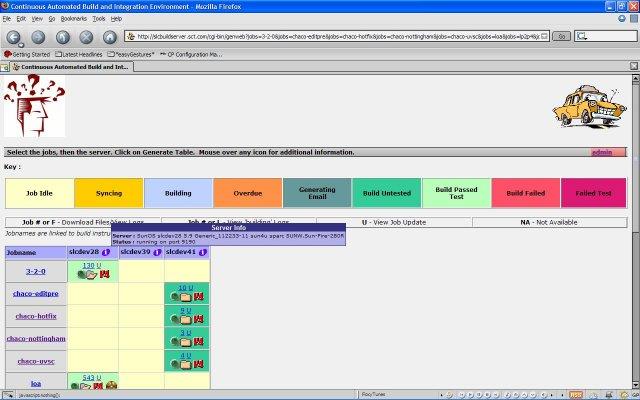 Continuous Automated Build and Integration Environment - Mozilla Firefox
File Edit View Go Bookmarks Tools Help
http://slcbuildserver.sct.com/cgi-bin/genweb?jobs=3-2-0&jobs=chaco-editpre&jobs=chaco-hotfix&jobs=chaco-nottingham&jobs=chaco-uvsc&jobs=loa&jobs=lp2p4&
Go
Getting Started Latest Headlines *easyGestures* CP Configuration Ma...
Continuous Automated Build and Int...
Select the jobs, then the server. Click on Generate Table. Mouse over any icon for additional information.
admin
Key :
Job Idle
Syncing
Building
Overdue
Generating Email
Build Untested
Build Passed Test
Build Failed
Failed Test
Job # or F - Download Files/View Logs
Job # or L - View 'building' Logs
U - View Job Update
NA - Not Available
Jobnames are linked to build instruc
Server Info
Server: SunOS slcdev28 5.9 Generic_112233-11 sun4u sparc SUNW,Sun-Fire-280R
Status: running on port 9190
Jobname slcdev28 slcdev39 slcdev41
3-2-0 130 U
chaco-editpre 10 U
chaco-hotfix 9 U
chaco-nottingham 3 U
chaco-uvsc 4 U
loa 543 U
javascript:nothing();
FoxyTunes
RSS